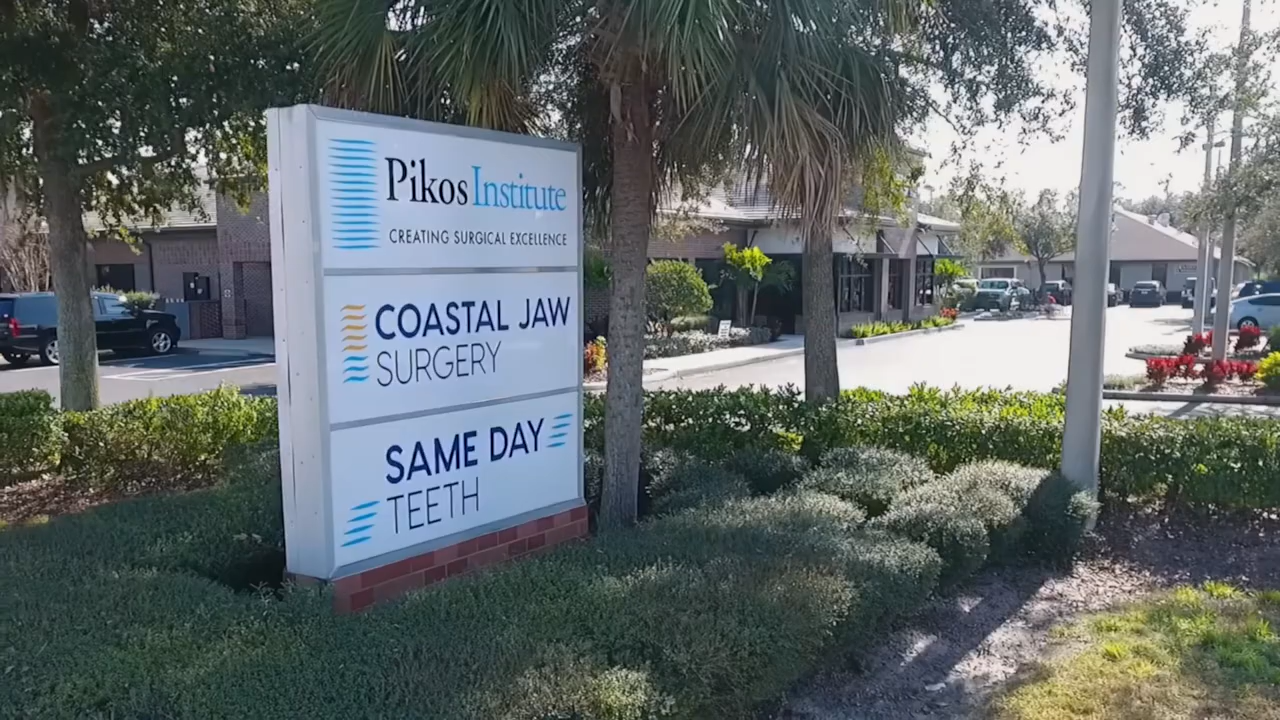 Pikos Institute
CREATING SURGICAL EXCELLENCE
COASTAL JAW
SURGERY
SAME DAY
TEETH